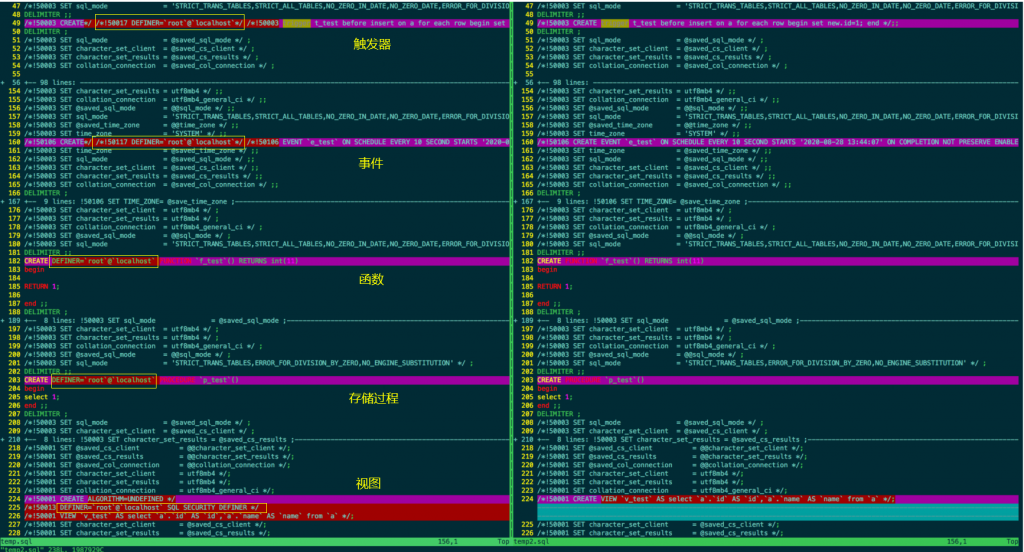 47 /*!50003 SET sql_mode = 'STRICT_TRANS_TABLES,STRICT_ALL_TABLES,NO_ZERO_IN_DATE,NO_ZERO_DATE,ERROR_FOR_DIVISI
48 DELIMITER ;;
49 /*!50003 CREATE*/ /*!50017 DEFINER=`root`@`localhost`*/ /*!50003 t_test before insert on a for each row begin set
50 DELIMITER ;
触发器
51 /*!50003 SET sql_mode = @saved_sql_mode */ ;
52 /*!50003 SET character_set_client = @saved_cs_client */ ;
53 /*!50003 SET character_set_results = @saved_cs_results */ ;
54 /*!50003 SET collation_connection = @saved_col_connection */ ;
55
+ 56 +-- 98 lines:
154 /*!50003 SET character_set_results = utf8mb4 */ ;;
155 /*!50003 SET collation_connection = utf8mb4_general_ci */ ;;
156 /*!50003 SET @saved_sql_mode = @@sql_mode */ ;;
157 /*!50003 SET sql_mode = 'STRICT_TRANS_TABLES,STRICT_ALL_TABLES,NO_ZERO_IN_DATE,NO_ZERO_DATE,ERROR_FOR_DIVISI
158 /*!50003 SET @saved_time_zone = @@time_zone */ ;;
159 /*!50003 SET time_zone = 'SYSTEM' */ ;;
160 /*!50106 CREATE*/ /*!50117 DEFINER=`root`@`localhost`*/ /*!50106 EVENT `e_test` ON SCHEDULE EVERY 10 SECOND STARTS '2020-0
161 /*!50003 SET time_zone = @saved_time_zone */ ;;
162 /*!50003 SET sql_mode = @saved_sql_mode */ ;;
事件
163 /*!50003 SET character_set_client = @saved_cs_client */ ;;
164 /*!50003 SET character_set_results = @saved_cs_results */ ;;
165 /*!50003 SET collation_connection = @saved_col_connection */ ;;
166 DELIMITER ;
+ 167 +-- 9 lines: !50106 SET TIME_ZONE= @save_time_zone */ ;
176 /*!50003 SET character_set_client = utf8mb4 */ ;
177 /*!50003 SET character_set_results = utf8mb4 */ ;
178 /*!50003 SET collation_connection = utf8mb4_general_ci */ ;
179 /*!50003 SET @saved_sql_mode = @@sql_mode */ ;
180 /*!50003 SET sql_mode = 'STRICT_TRANS_TABLES,STRICT_ALL_TABLES,NO_ZERO_IN_DATE,NO_ZERO_DATE,ERROR_FOR_DIVISI
181 DELIMITER ;;
182 CREATE DEFINER=`root`@`localhost` `f_test`() RETURNS int(11)
183 begin
函数
184
185 RETURN 1;
186
187 end ;;
188 DELIMITER ;
+ 189 +-- 8 lines: !50003 SET sql_mode = @saved_sql_mode ;
197 /*!50003 SET character_set_client = utf8mb4 */ ;
198 /*!50003 SET character_set_results = utf8mb4 */ ;
199 /*!50003 SET collation_connection = utf8mb4_general_ci */ ;
200 /*!50003 SET @saved_sql_mode = @@sql_mode */ ;
201 /*!50003 SET sql_mode = 'STRICT_TRANS_TABLES,ERROR_FOR_DIVISION_BY_ZERO,NO_ENGINE_SUBSTITUTION' */ ;
202 DELIMITER ;;
203 CREATE DEFINER=`root`@`localhost` `p_test`()
204 begin
205 select 1;
存储过程
206 end ;;
207 DELIMITER ;
208 /*!50003 SET sql_mode = @saved_sql_mode */ ;
209 /*!50003 SET character_set_client = @saved_cs_client */ ;
+ 210 +-- 8 lines: !50003 SET character_set_results = @saved_cs_results ;
218 /*!50001 SET @saved_cs_client = @@character_set_client */;
219 /*!50001 SET @saved_cs_results = @@character_set_results */;
220 /*!50001 SET @saved_col_connection = @@collation_connection */;
221 /*!50001 SET character_set_client = utf8mb4 */;
222 /*!50001 SET character_set_results = utf8mb4 */;
223 /*!50001 SET collation_connection = utf8mb4_general_ci */;
视图
224 /*!50001 CREATE ALGORITHM=UNDEFINED */
225 /*!50013 DEFINER=`root`@`localhost` SQL SECURITY DEFINER */
226 /*!50001 VIEW `v_test` AS select `a`.`id` AS `id`,`a`.`name` AS `name` from `a` */;
227 /*!50001 SET character_set_client = @saved_cs_client */;
228 /*!50001 SET character_set_results = @saved_cs_results */;
temp.sql 156,1 Top
"temp2.sql" 238L, 1987929C
47 /*!50003 SET sql_mode = 'STRICT_TRANS_TABLES,STRICT_ALL_TABLES,NO_ZERO_IN_DATE,NO_ZERO_DATE,ERROR_FOR_DIVISI
48 DELIMITER ;;
49 /*!50003 CREATE t_test before insert on a for each row begin set new.id=1; end */;;
50 DELIMITER ;
51 /*!50003 SET sql_mode = @saved_sql_mode */ ;
52 /*!50003 SET character_set_client = @saved_cs_client */ ;
53 /*!50003 SET character_set_results = @saved_cs_results */ ;
54 /*!50003 SET collation_connection = @saved_col_connection */ ;
55
+ 56 +-- 98 lines:
154 /*!50003 SET character_set_results = utf8mb4 */ ;;
155 /*!50003 SET collation_connection = utf8mb4_general_ci */ ;;
156 /*!50003 SET @saved_sql_mode = @@sql_mode */ ;;
157 /*!50003 SET sql_mode = 'STRICT_TRANS_TABLES,STRICT_ALL_TABLES,NO_ZERO_IN_DATE,NO_ZERO_DATE,ERROR_FOR_DIVISI
158 /*!50003 SET @saved_time_zone = @@time_zone */ ;;
159 /*!50003 SET time_zone = 'SYSTEM' */ ;;
160 /*!50106 CREATE EVENT `e_test` ON SCHEDULE EVERY 10 SECOND STARTS '2020-08-28 13:44:07' ON COMPLETION NOT PRESERVE ENABLE
161 /*!50003 SET time_zone = @saved_time_zone */ ;;
162 /*!50003 SET sql_mode = @saved_sql_mode */ ;;
163 /*!50003 SET character_set_client = @saved_cs_client */ ;;
164 /*!50003 SET character_set_results = @saved_cs_results */ ;;
165 /*!50003 SET collation_connection = @saved_col_connection */ ;;
166 DELIMITER ;
+ 167 +-- 9 lines: !50106 SET TIME_ZONE= @save_time_zone */ ;
176 /*!50003 SET character_set_client = utf8mb4 */ ;
177 /*!50003 SET character_set_results = utf8mb4 */ ;
178 /*!50003 SET collation_connection = utf8mb4_general_ci */ ;
179 /*!50003 SET @saved_sql_mode = @@sql_mode */ ;
180 /*!50003 SET sql_mode = 'STRICT_TRANS_TABLES,STRICT_ALL_TABLES,NO_ZERO_IN_DATE,NO_ZERO_DATE,ERROR_FOR_DIVISI
181 DELIMITER ;;
182 CREATE `f_test`() RETURNS int(11)
183 begin
184
185 RETURN 1;
186
187 end ;;
188 DELIMITER ;
+ 189 +-- 8 lines: !50003 SET sql_mode = @saved_sql_mode ;
197 /*!50003 SET character_set_client = utf8mb4 */ ;
198 /*!50003 SET character_set_results = utf8mb4 */ ;
199 /*!50003 SET collation_connection = utf8mb4_general_ci */ ;
200 /*!50003 SET @saved_sql_mode = @@sql_mode */ ;
201 /*!50003 SET sql_mode = 'STRICT_TRANS_TABLES,ERROR_FOR_DIVISION_BY_ZERO,NO_ENGINE_SUBSTITUTION' */ ;
202 DELIMITER ;;
203 CREATE `p_test`()
204 begin
205 select 1;
206 end ;;
207 DELIMITER ;
208 /*!50003 SET sql_mode = @saved_sql_mode */ ;
209 /*!50003 SET character_set_client = @saved_cs_client */ ;
+ 210 +-- 8 lines: !50003 SET character_set_results = @saved_cs_results ;
218 /*!50001 SET @saved_cs_client = @@character_set_client */;
219 /*!50001 SET @saved_cs_results = @@character_set_results */;
220 /*!50001 SET @saved_col_connection = @@collation_connection */;
221 /*!50001 SET character_set_client = utf8mb4 */;
222 /*!50001 SET character_set_results = utf8mb4 */;
223 /*!50001 SET collation_connection = utf8mb4_general_ci */;
224 /*!50001 CREATE VIEW `v_test` AS select `a`.`id` AS `id`,`a`.`name` AS `name` from `a` */;
225 /*!50001 SET character_set_client = @saved_cs_client */;
226 /*!50001 SET character_set_results = @saved_cs_results */;
temp2.sql 156,1 Top